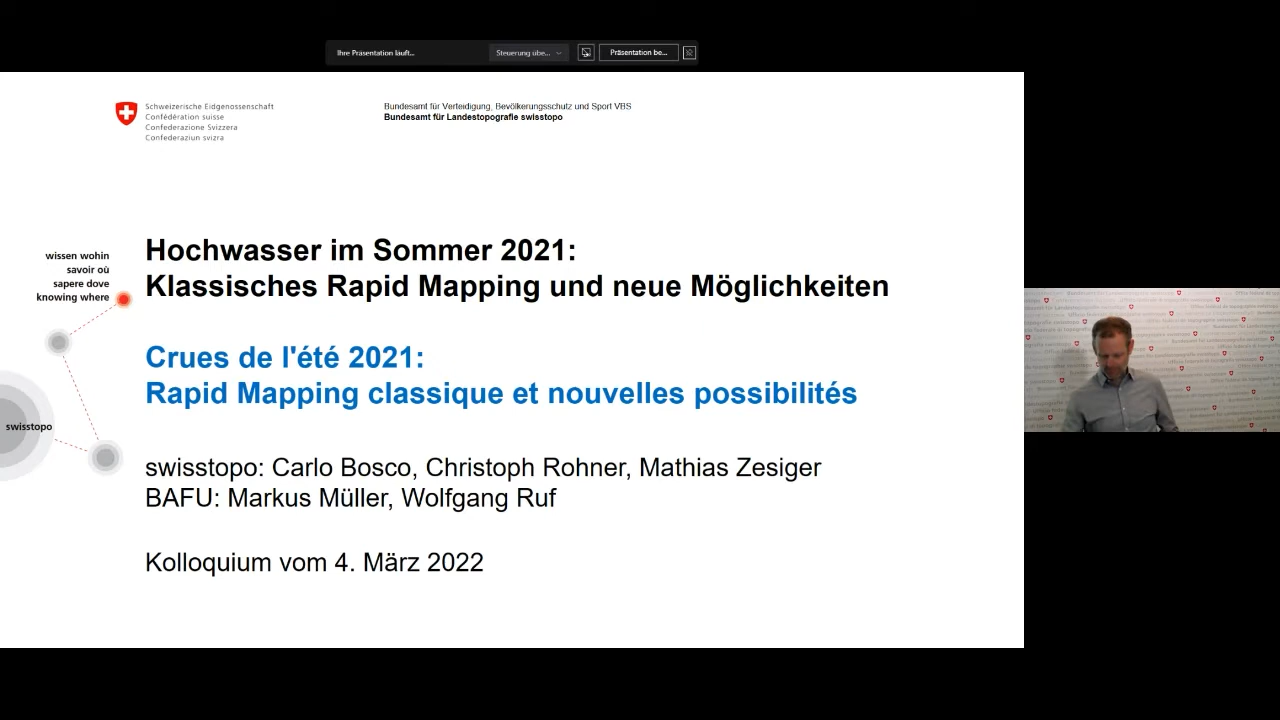 Ihre Präsentation läuft...
Steuerung übe...
Präsentation be...
Schweizerische Eidgenossenschaft
Confédération suisse
Confederazione Svizzera
Confederaziun svizra
Bundesamt für Verteidigung, Bevölkerungsschutz und Sport VBS
Bundesamt für Landestopografie swisstopo
wissen wohin
savoir où
sapere dove
knowing where
swisstopo
Hochwasser im Sommer 2021:
Klassisches Rapid Mapping und neue Möglichkeiten
Crues de l'été 2021:
Rapid Mapping classique et nouvelles possibilités
swisstopo: Carlo Bosco, Christoph Rohner, Mathias Zesiger
BAFU: Markus Müller, Wolfgang Ruf
Kolloquium vom 4. März 2022